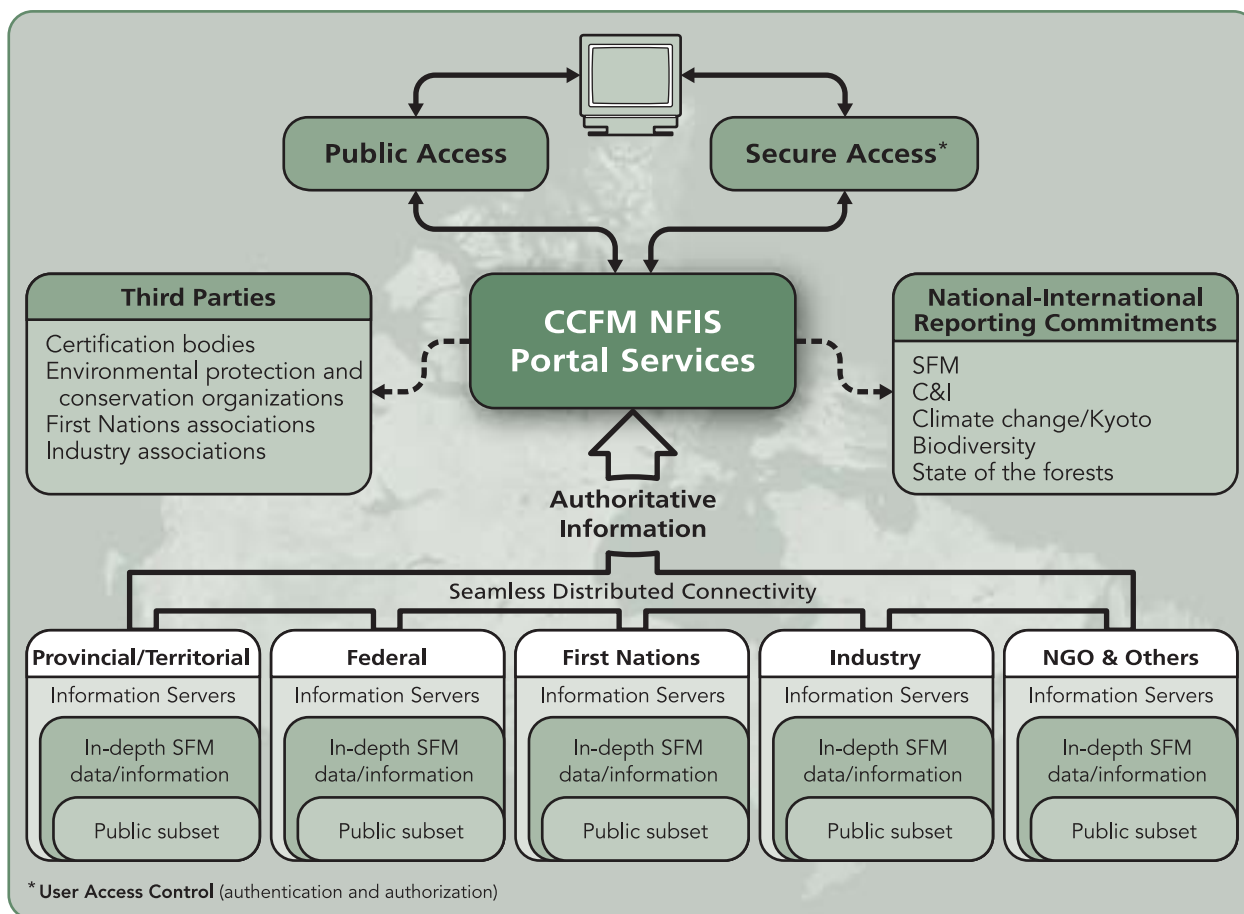 Public Access
Secure Access*
Third Parties
Certification bodies
Environmental protection and
conservation organizations
First Nations associations
Industry associations
CCFM NFIS
Portal Services
National-International
Reporting Commitments
SFM
C&I
Climate change/Kyoto
Biodiversity
State of the forests
Authoritative
Information
Seamless Distributed Connectivity
Provincial/Territorial
Information Servers
In-depth SFM
data/information
Public subset
Federal
Information Servers
In-depth SFM
data/information
Public subset
First Nations
Information Servers
In-depth SFM
data/information
Public subset
Industry
Information Servers
In-depth SFM
data/information
Public subset
NGO & Others
Information Servers
In-depth SFM
data/information
Public subset
* User Access Control (authentication and authorization)